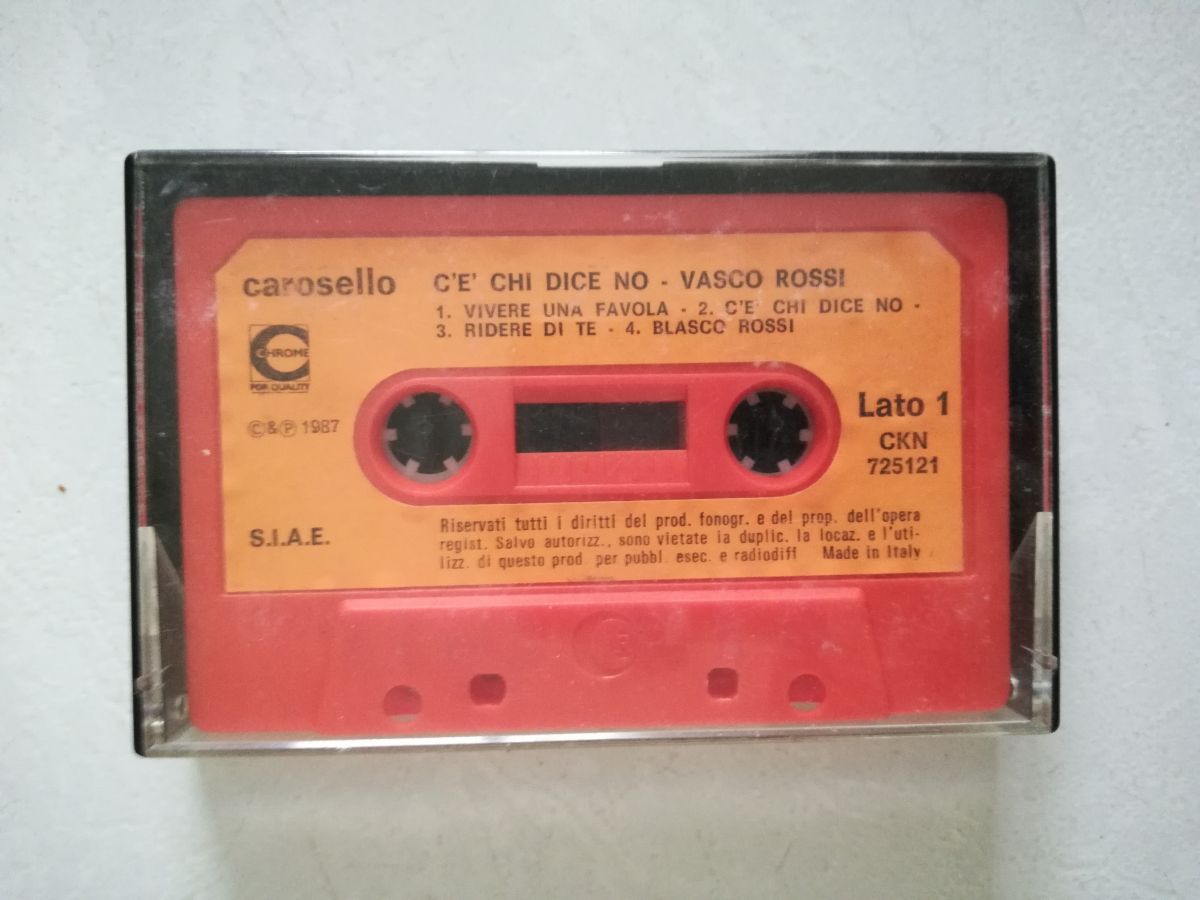 carosello
C'E' CHI DICE NO - VASCO ROSSI
1. VIVERE UNA FAVOLA - 2. C'E' CHI DICE NO -
3. RIDERE DI TE - 4. BLASCO ROSSI
CHROME
FOR QUALITY
©&℗ 1987
Lato 1
CKN
725121
S.I.A.E.
Riservati tutti i diritti del prod. fonogr. e del prop. dell'opera
regist. Salvo autorizz., sono vietate la duplic. la locaz. e l'uti-
lizz. di questo prod. per pubbl. esec. e radiodiff Made in Italy